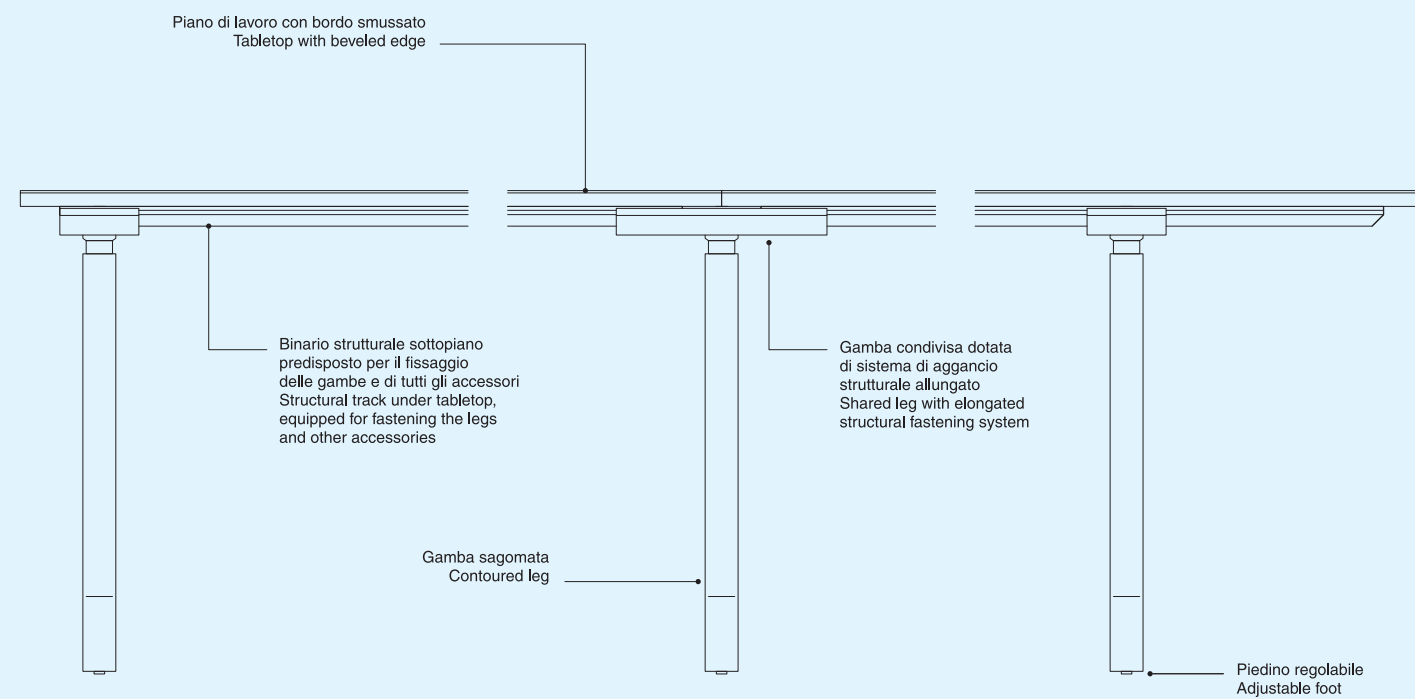 Piano di lavoro con bordo smussato
Tabletop with beveled edge
Binario strutturale sottopiano
predisposto per il fissaggio
delle gambe e di tutti gli accessori
Structural track under tabletop,
equipped for fastening the legs
and other accessories
Gamba condivisa dotata
di sistema di aggancio
strutturale allungato
Shared leg with elongated
structural fastening system
Gamba sagomata
Contoured leg
Piedino regolabile
Adjustable foot